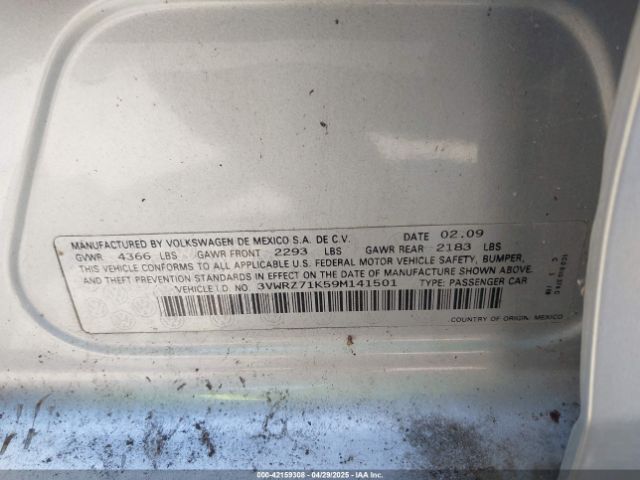 MANUFACTURED BY VOLKSWAGEN DE MEXICO S.A. DE C.V. DATE 02.09
GVWR 4366 LBS GAWR FRONT 2293 LBS GAWR REAR 2183 LBS
THIS VEHICLE CONFORMS TO ALL APPLICABLE U.S. FEDERAL MOTOR VEHICLE SAFETY, BUMPER,
AND THEFT PREVENTION STANDARDS IN EFFECT ON THE DATE OF MANUFACTURE SHOWN ABOVE.
VEHICLE I.D. NO. 3VWRZ71K59M141501 TYPE: PASSENGER CAR
COUNTRY OF ORIGIN: MEXICO
000-42159308 - 04/29/2025 - ©IAA Holdings, LLC